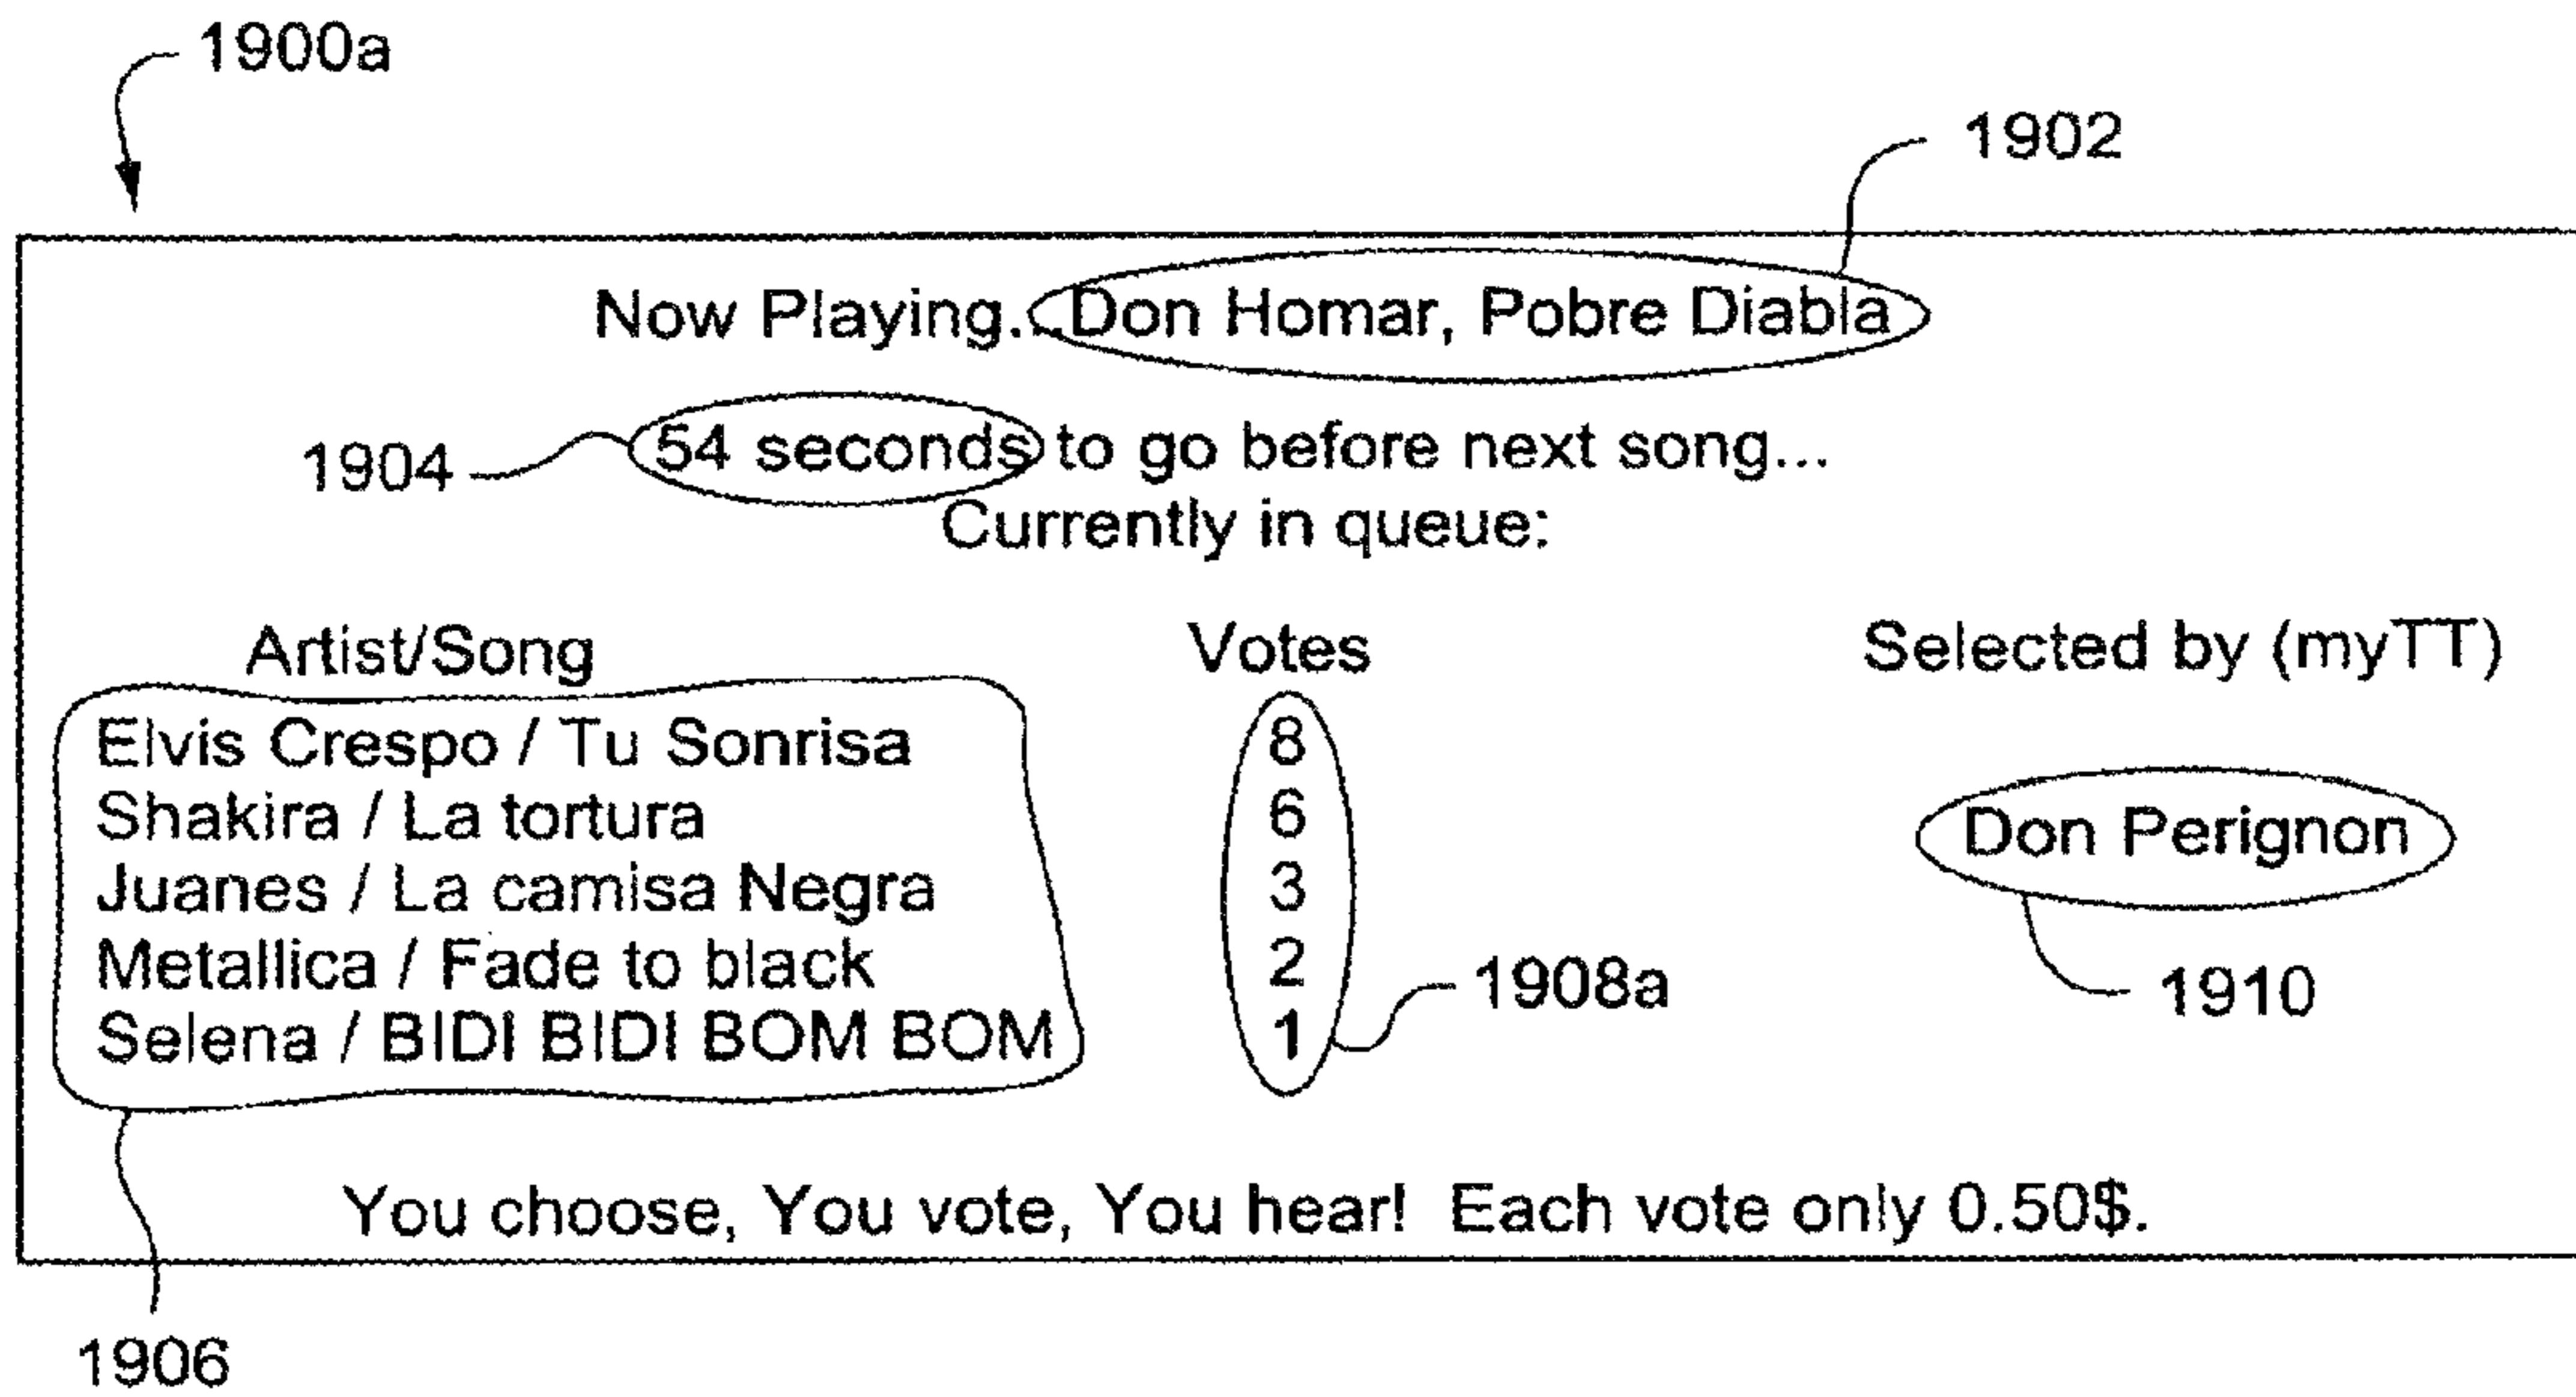 1900a
1902
Now Playing...Don Homar, Pobre Diabla
1904
54 seconds to go before next song...
Currently in queue:
Artist/Song Votes Selected by (myTT)
Elvis Crespo / Tu Sonrisa 8
Shakira / La tortura 6 Don Perignon
Juanes / La camisa Negra 3
Metallica / Fade to black 2
1908a
1910
Selena / BIDI BIDI BOM BOM 1
You choose, You vote, You hear! Each vote only 0.50$.
1906